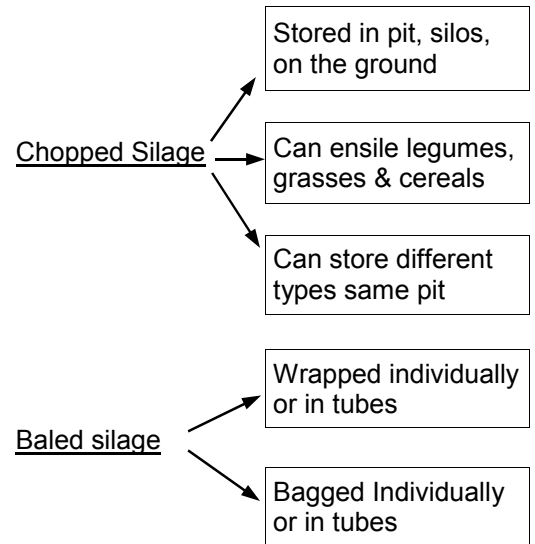 Stored in pit, silos,
on the ground
Chopped Silage
Can ensile legumes,
grasses & cereals
Can store different
types same pit
Wrapped individually
or in tubes
Baled silage
Bagged Individually
or in tubes